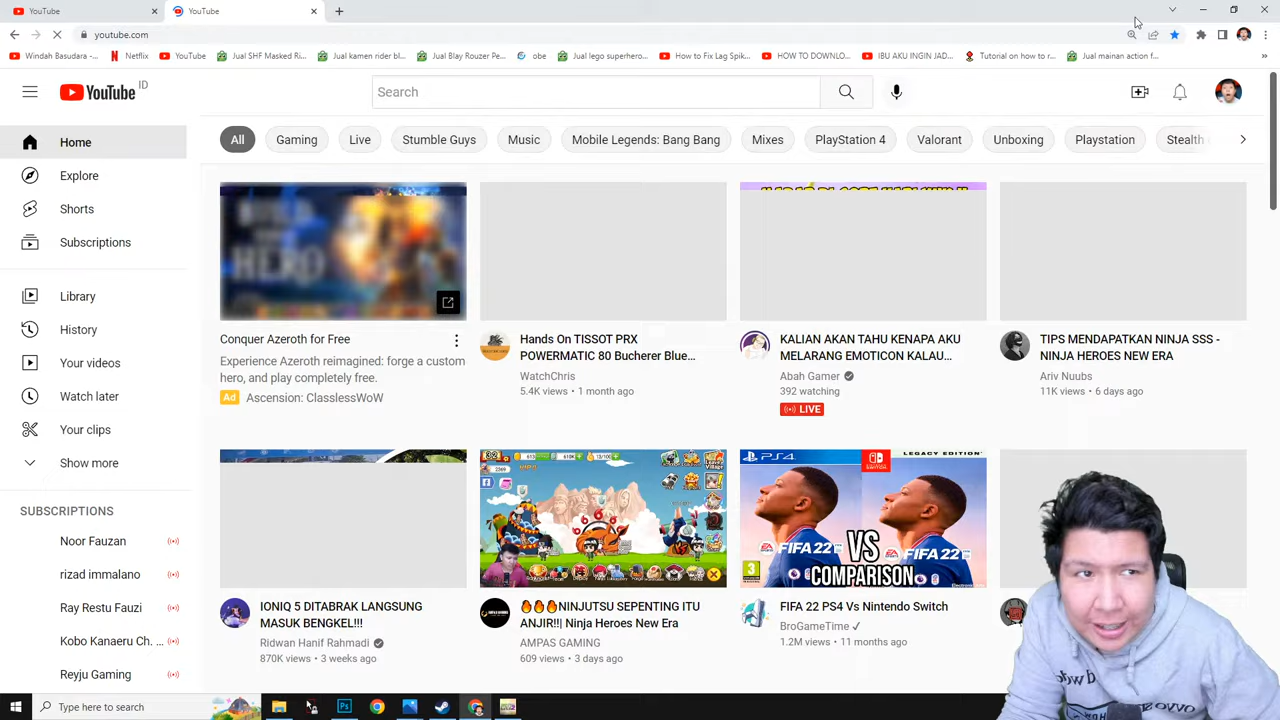 YouTube
YouTube
youtube.com
Windah Basudara -...
Netflix
YouTube
Jual SHF Masked Ri...
Jual kamen rider bl...
Jual Blay Rouzer Pe...
obe
Jual lego superhero...
How to Fix Lag Spik...
HOW TO DOWNLO...
IBU AKU INGIN JAD...
Tutorial on how to r...
Jual mainan action f...
YouTube ID
Search
All
Gaming
Live
Stumble Guys
Music
Mobile Legends: Bang Bang
Mixes
PlayStation 4
Valorant
Unboxing
Playstation
Stealth
Home
Explore
Shorts
Subscriptions
Library
History
Your videos
Watch later
Your clips
Show more
SUBSCRIPTIONS
Noor Fauzan
rizad immalano
Ray Restu Fauzi
Kobo Kanaeru Ch. ...
Reyju Gaming
HERO
Conquer Azeroth for Free
Experience Azeroth reimagined: forge a custom
hero, and play completely free.
Ad Ascension: ClasslessWoW
Hands On TISSOT PRX
POWERMATIC 80 Bucherer Blue...
WatchChris
5.4K views • 1 month ago
KALIAN AKAN TAHU KENAPA AKU
MELARANG EMOTICON KALAU...
Abah Gamer
392 watching
LIVE
TIPS MENDAPATKAN NINJA SSS -
NINJA HEROES NEW ERA
Ariv Nuubs
11K views • 6 days ago
IONIQ 5 DITABRAK LANGSUNG
MASUK BENGKEL!!!
Ridwan Hanif Rahmadi
870K views • 3 weeks ago
🔥🔥🔥NINJUTSU SEPENTING ITU
ANJIR!!| Ninja Heroes New Era
AMPAS GAMING
609 views • 3 days ago
PS4
LEGACY EDITION
FIFA 22
VS
FIFA 22
COMPARISON
3
FIFA 22 PS4 Vs Nintendo Switch
BroGameTime ✓
1.2M views • 11 months ago
Type here to search